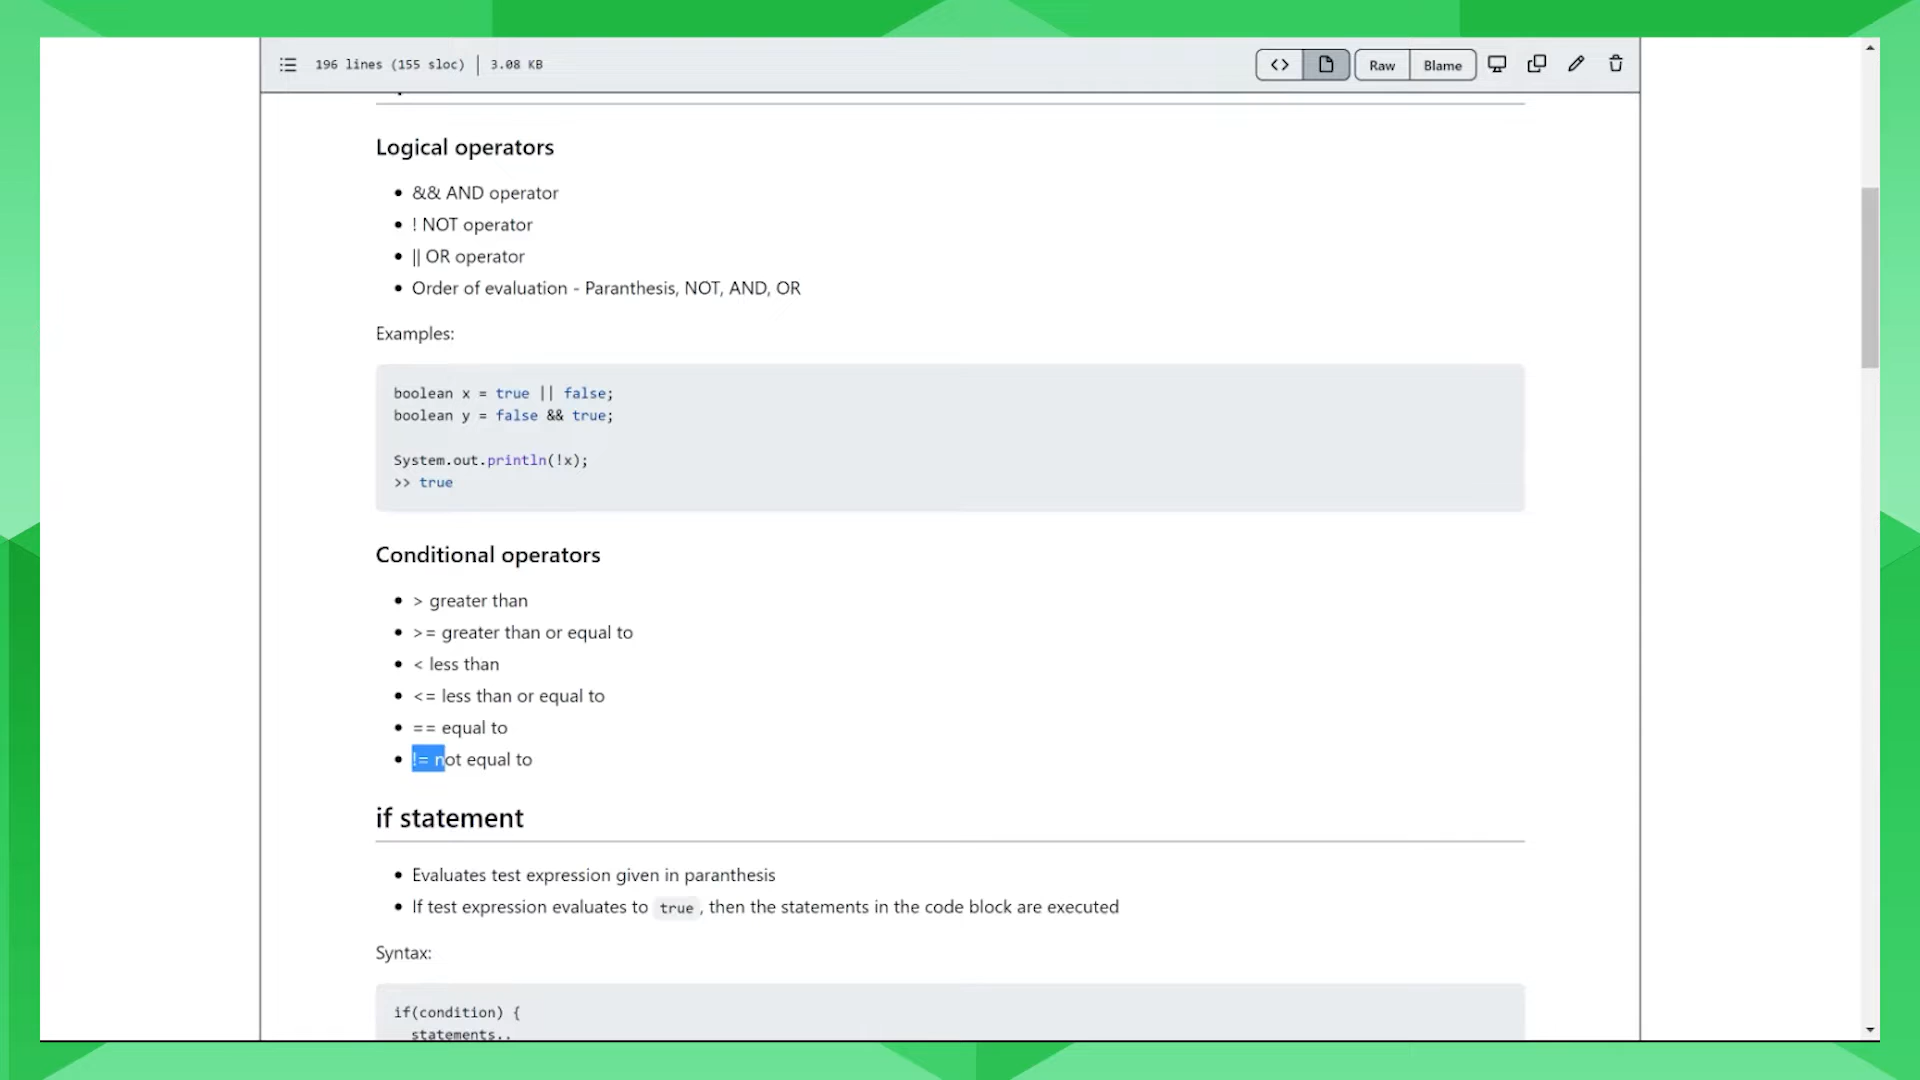 196 lines (155 sloc) | 3.08 KB
Raw
Blame
Logical operators
• && AND operator
• ! NOT operator
• || OR operator
• Order of evaluation - Paranthesis, NOT, AND, OR
Examples:
boolean x = true || false;
boolean y = false && true;
System.out.println(!x);
>> true
Conditional operators
• > greater than
• >= greater than or equal to
• < less than
• <= less than or equal to
• == equal to
• != not equal to
if statement
• Evaluates test expression given in paranthesis
• If test expression evaluates to true, then the statements in the code block are executed
Syntax:
if(condition) {
statements..